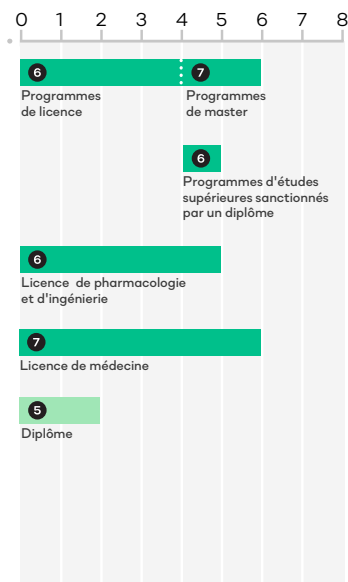 0 1 2 3 4 5 6 7 8
6 7
Programmes
de licence
Programmes
de master
6
Programmes d'études
supérieures sanctionnés
par un diplôme
6
Licence de pharmacologie
et d'ingénierie
7
Licence de médecine
5
Diplôme